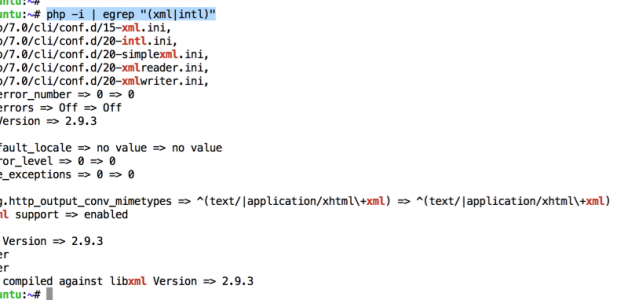 untu:~#
untu:~# php -i | egrep "(xml|intl)"
p/7.0/cli/conf.d/15-xml.ini,
p/7.0/cli/conf.d/20-intl.ini,
p/7.0/cli/conf.d/20-simplexml.ini,
p/7.0/cli/conf.d/20-xmlreader.ini,
p/7.0/cli/conf.d/20-xmlwriter.ini,
error_number => 0 => 0
errors => Off => Off
Version => 2.9.3
fault_locale => no value => no value
ror_level => 0 => 0
e_exceptions => 0 => 0
g.http_output_conv_mimetypes => ^(text/|application/xhtml\+xml) => ^(text/|application/xhtml\+xml)
ml support => enabled
Version => 2.9.3
er
er
compiled against libxml Version => 2.9.3
untu:~#